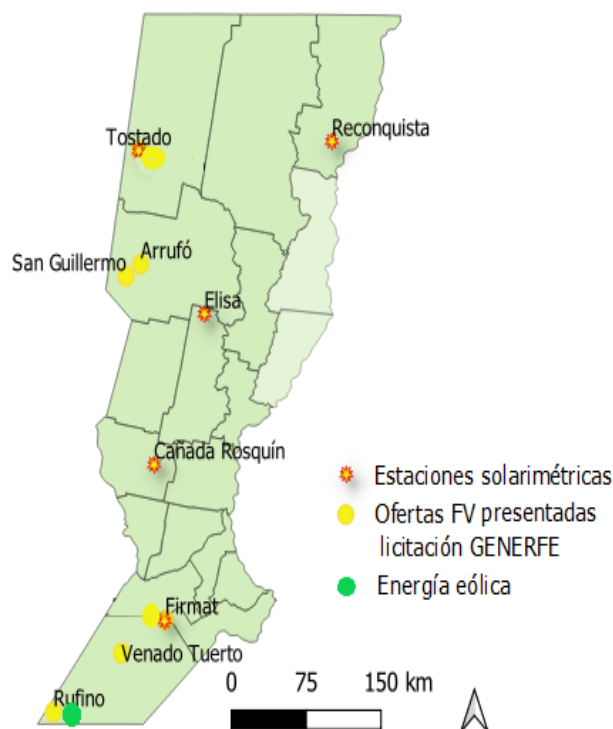 Reconquista
Tostado
Arrufó
San Guillermo
Elisa
Cañada Rosquín
Estaciones solarimétricas
Ofertas FV presentadas
licitación GENERFE
Energía eólica
Firmat
Venado Tuerto
Rufino
0 75 150 km